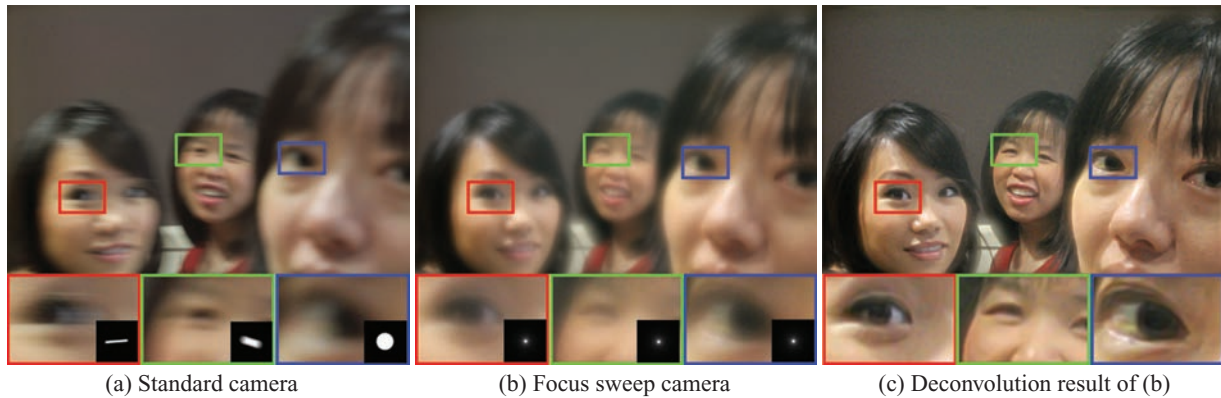 (a) Standard camera
(b) Focus sweep camera
(c) Deconvolution result of (b)